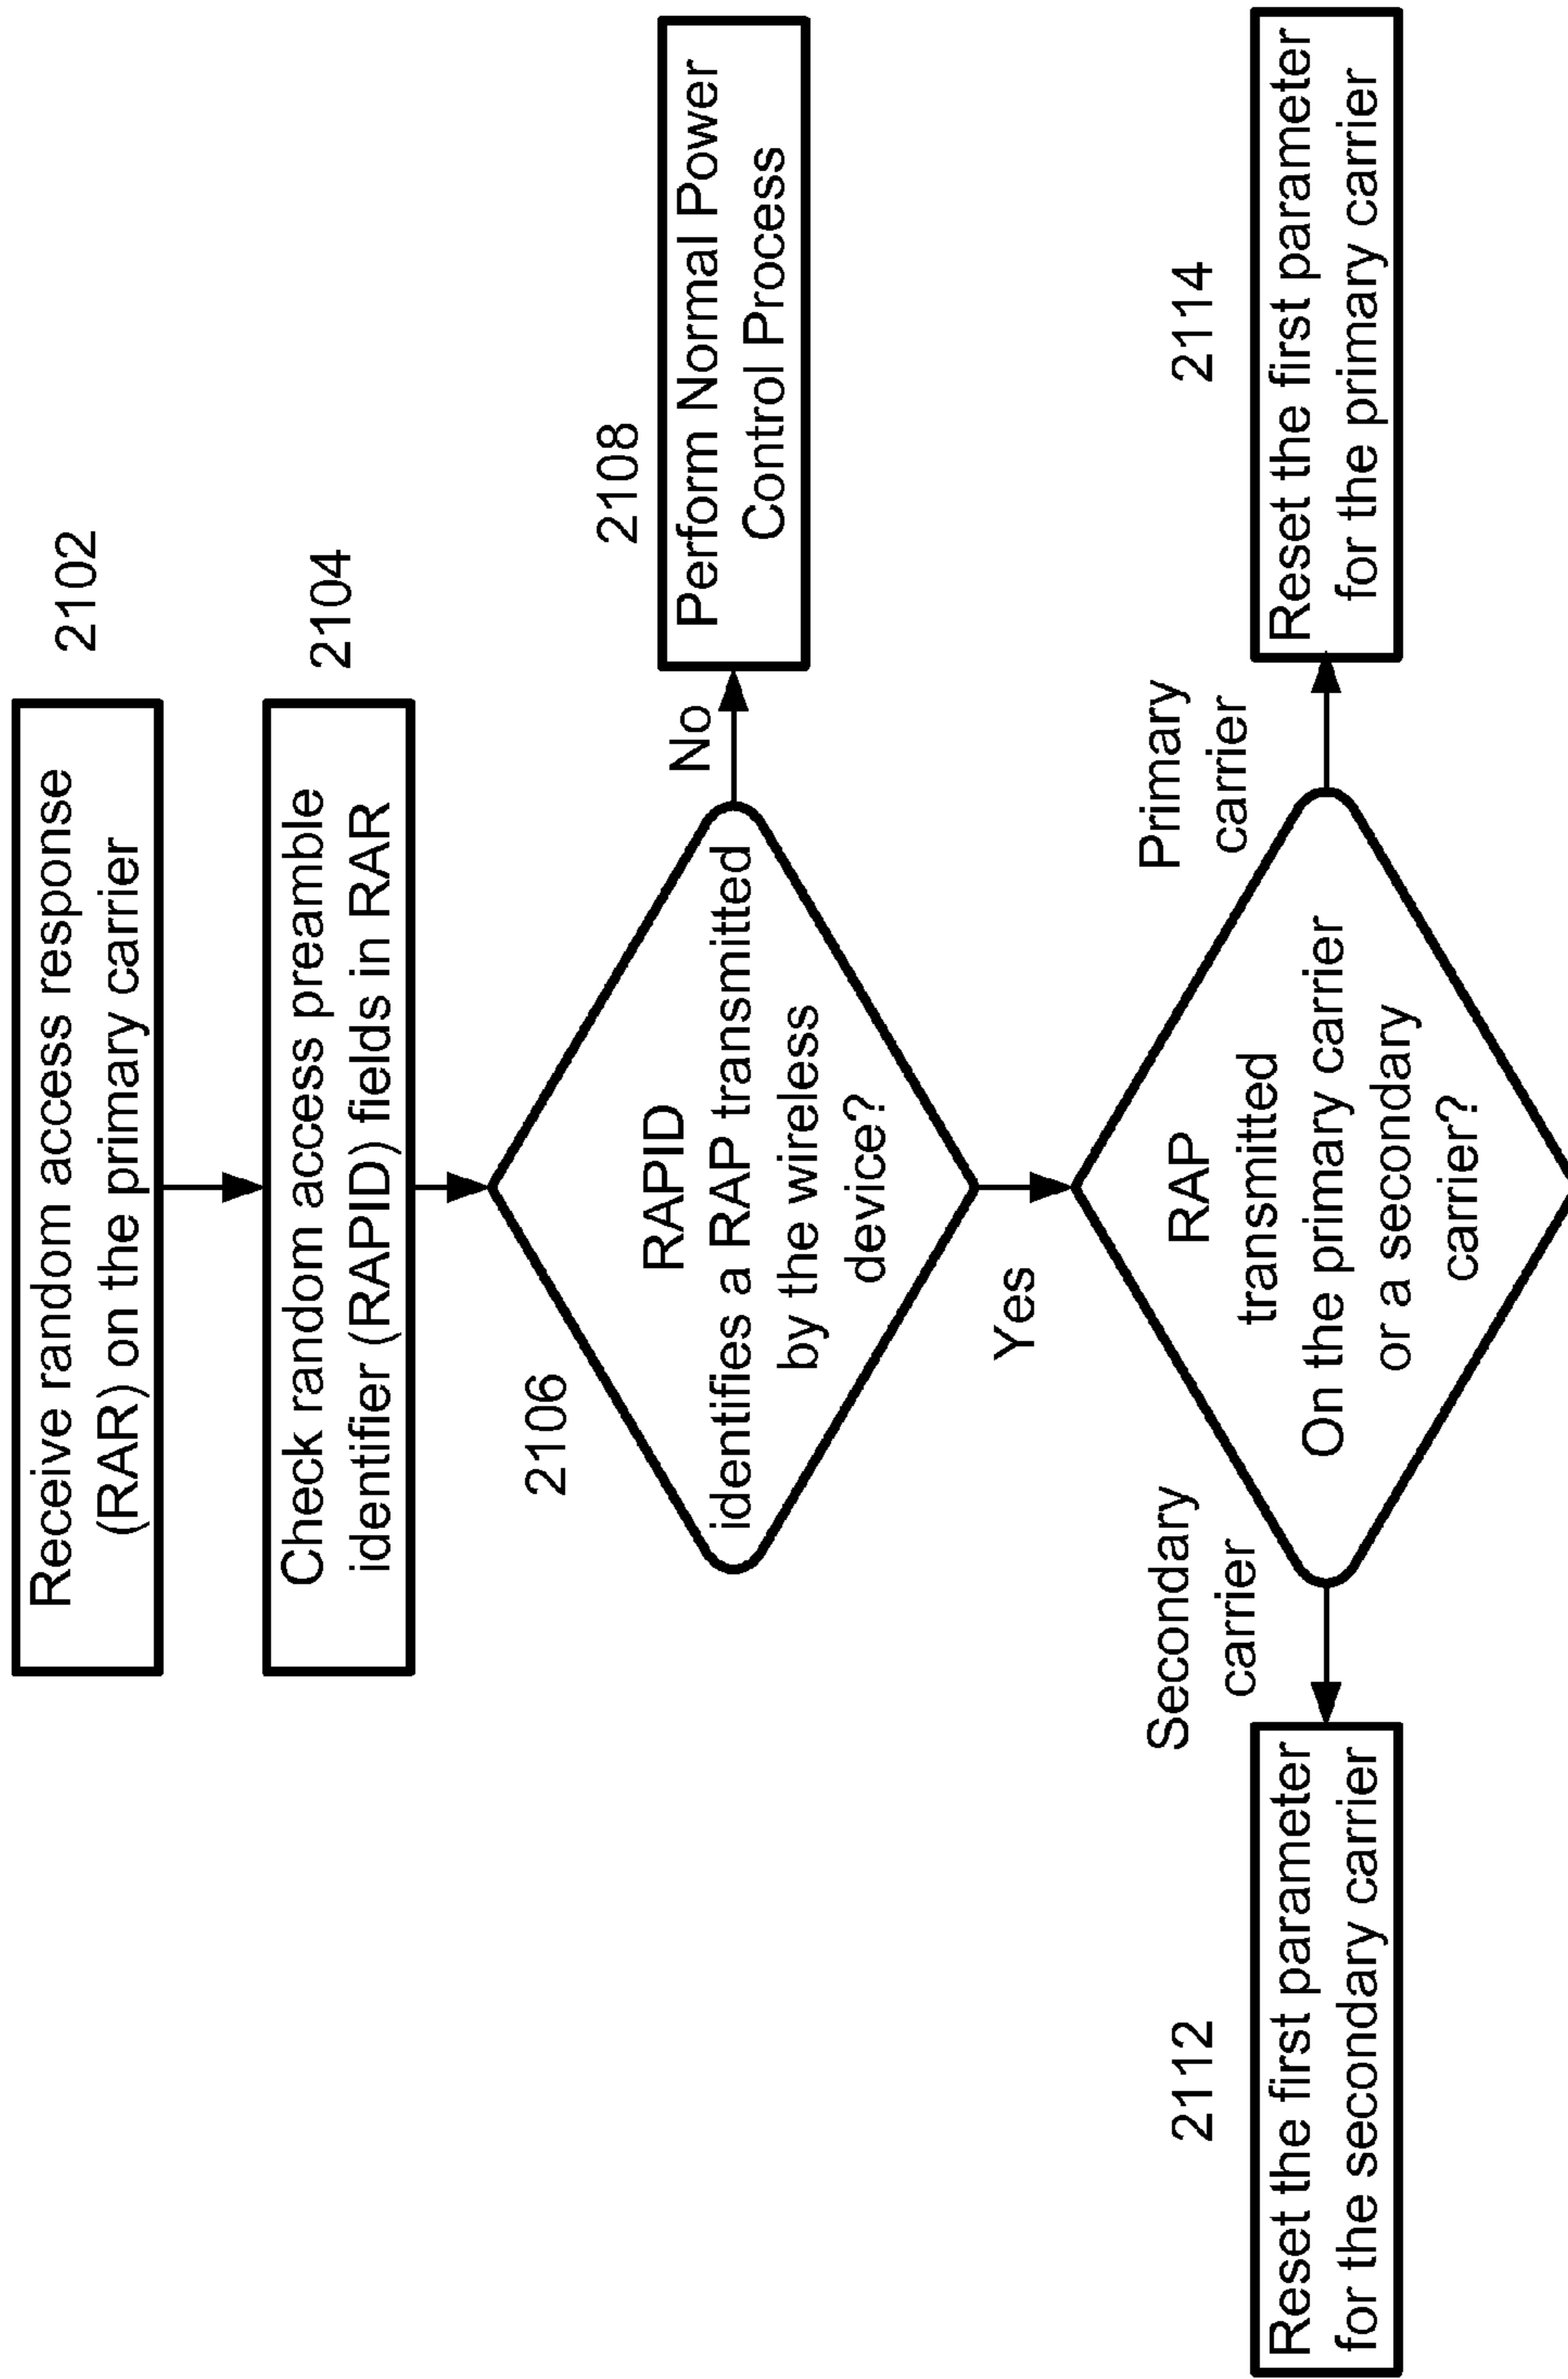 2102
Receive random access response
(RAR) on the primary carrier
2104
Check random access preamble
identifier (RAPID) fields in RAR
2106
RAPID
identifies a RAP transmitted
by the wireless
device?
No
2108
Perform Normal Power
Control Process
Yes
RAP
transmitted
On the primary carrier
or a secondary
carrier?
Secondary
carrier
2112
Reset the first parameter
for the secondary carrier
Primary
carrier
2114
Reset the first parameter
for the primary carrier